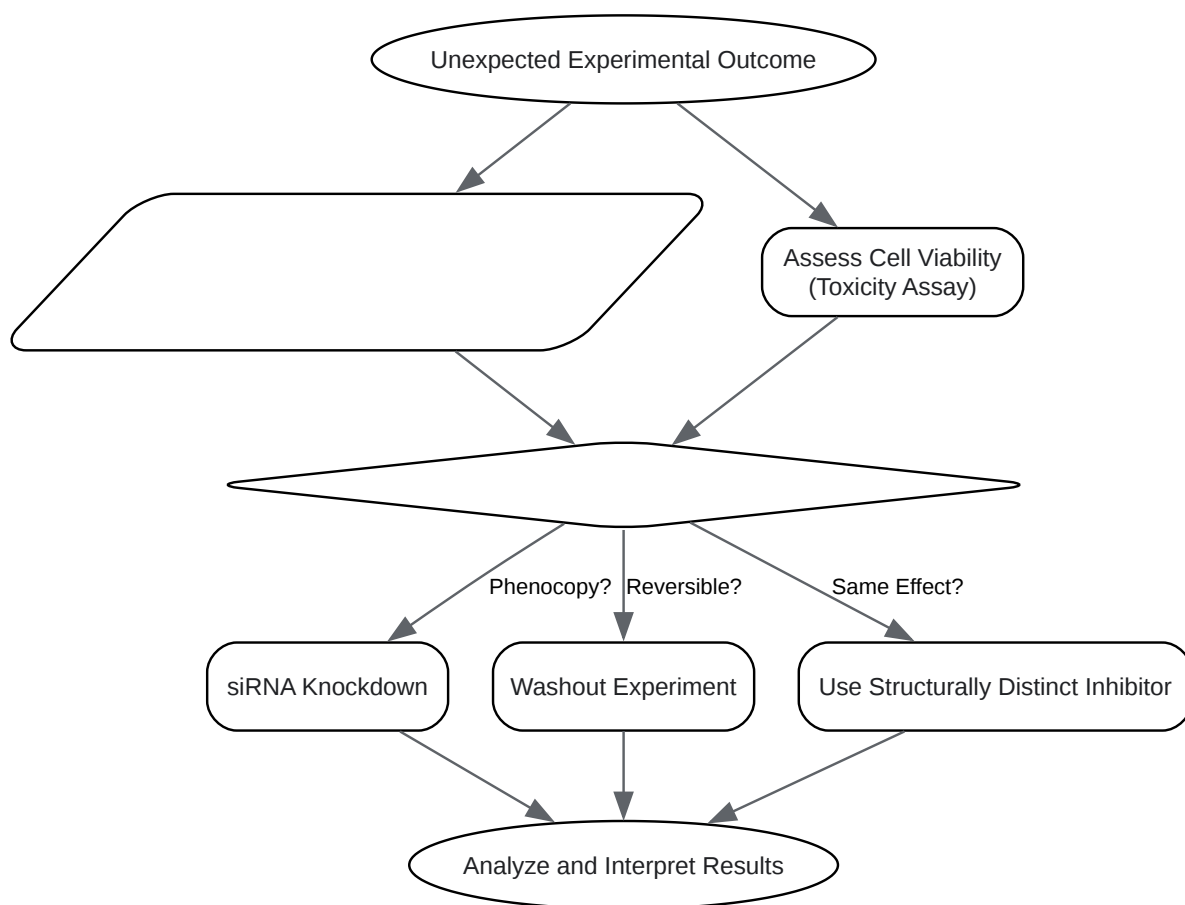 Unexpected Experimental Outcome
Assess Cell Viability
(Toxicity Assay)
Phenocopy?
Reversible?
Same Effect?
siRNA Knockdown
Washout Experiment
Use Structurally Distinct Inhibitor
Analyze and Interpret Results